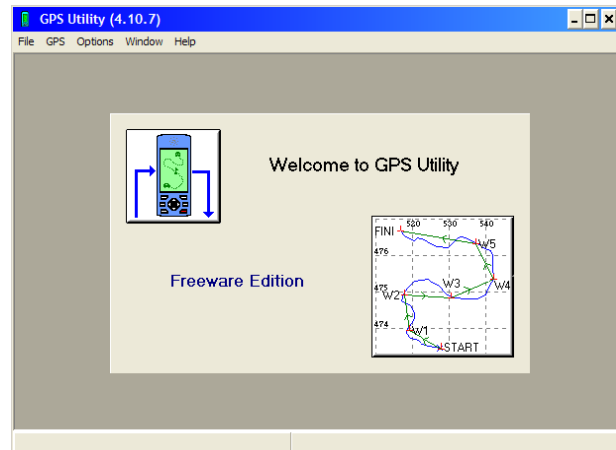 GPS Utility (4.10.7)
File GPS Options Window Help
Welcome to GPS Utility
Freeware Edition
520 530 540
FINI
W5
476
W3
W4
475
W2
474
W1
START